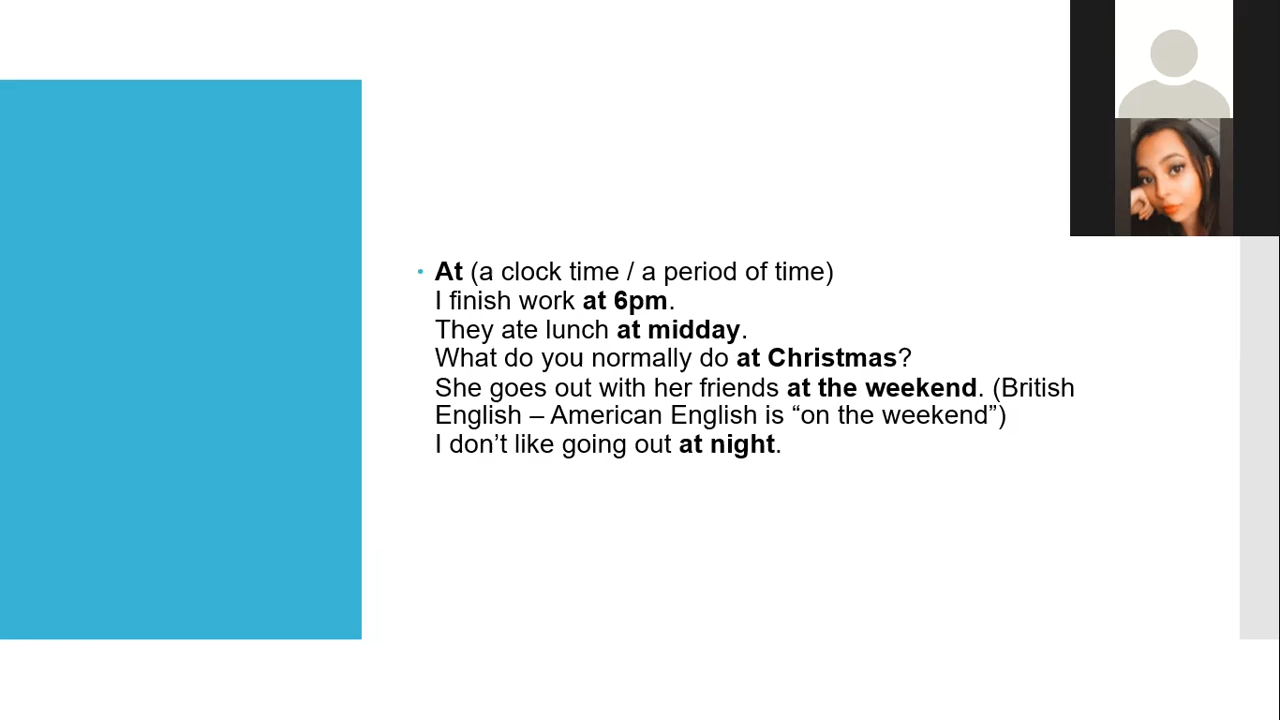 At (a clock time / a period of time)
I finish work at 6pm.
They ate lunch at midday.
What do you normally do at Christmas?
She goes out with her friends at the weekend. (British
English – American English is “on the weekend”)
I don’t like going out at night.